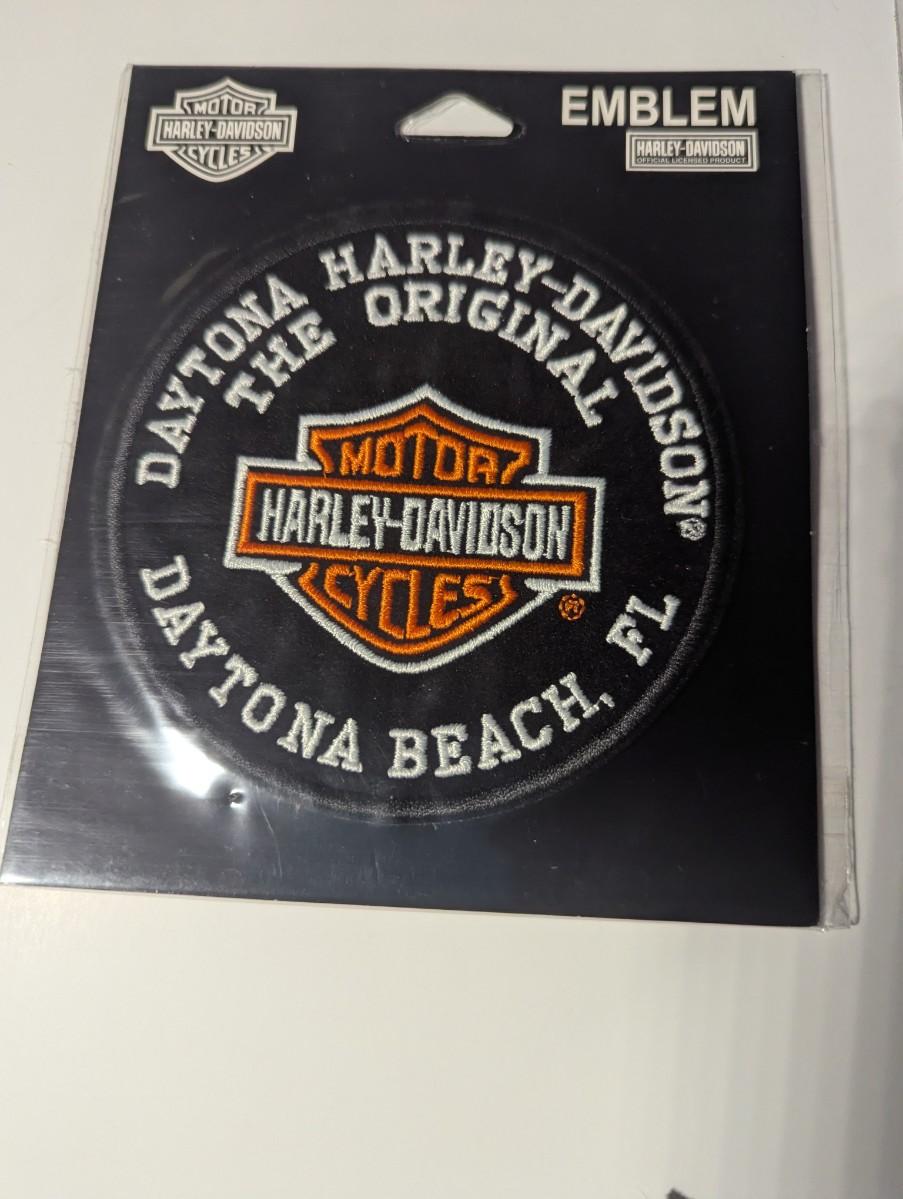 MOTOR
HARLEY-DAVIDSON
CYCLES
EMBLEM
HARLEY-DAVIDSON
OFFICIAL LICENSED PRODUCT
DAYTONA HARLEY-DAVIDSON®
THE ORIGINAL
MOTOR
HARLEY-DAVIDSON
CYCLES
®
DAYTONA BEACH, FL